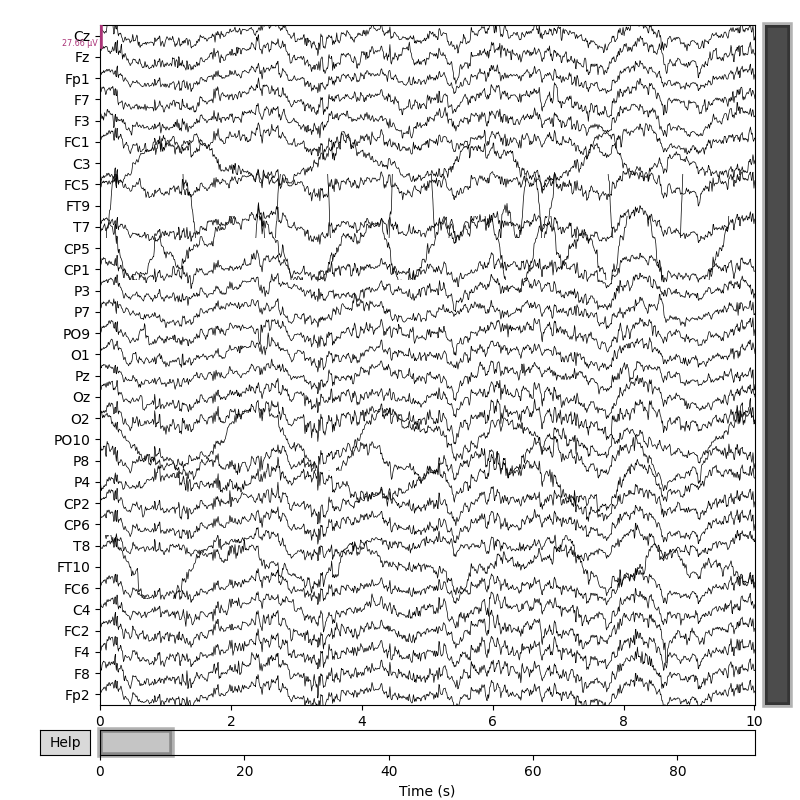 Cz
27.66 µV
Fz
Fp1
F7
F3
FC1
C3
FC5
FT9
T7
CP5
CP1
P3
P7
PO9
O1
Pz
Oz
O2
PO10
P8
P4
CP2
CP6
T8
FT10
FC6
C4
FC2
F4
F8
Fp2
0 2 4 6 8 10
Help
0 20 40 60 80
Time (s)